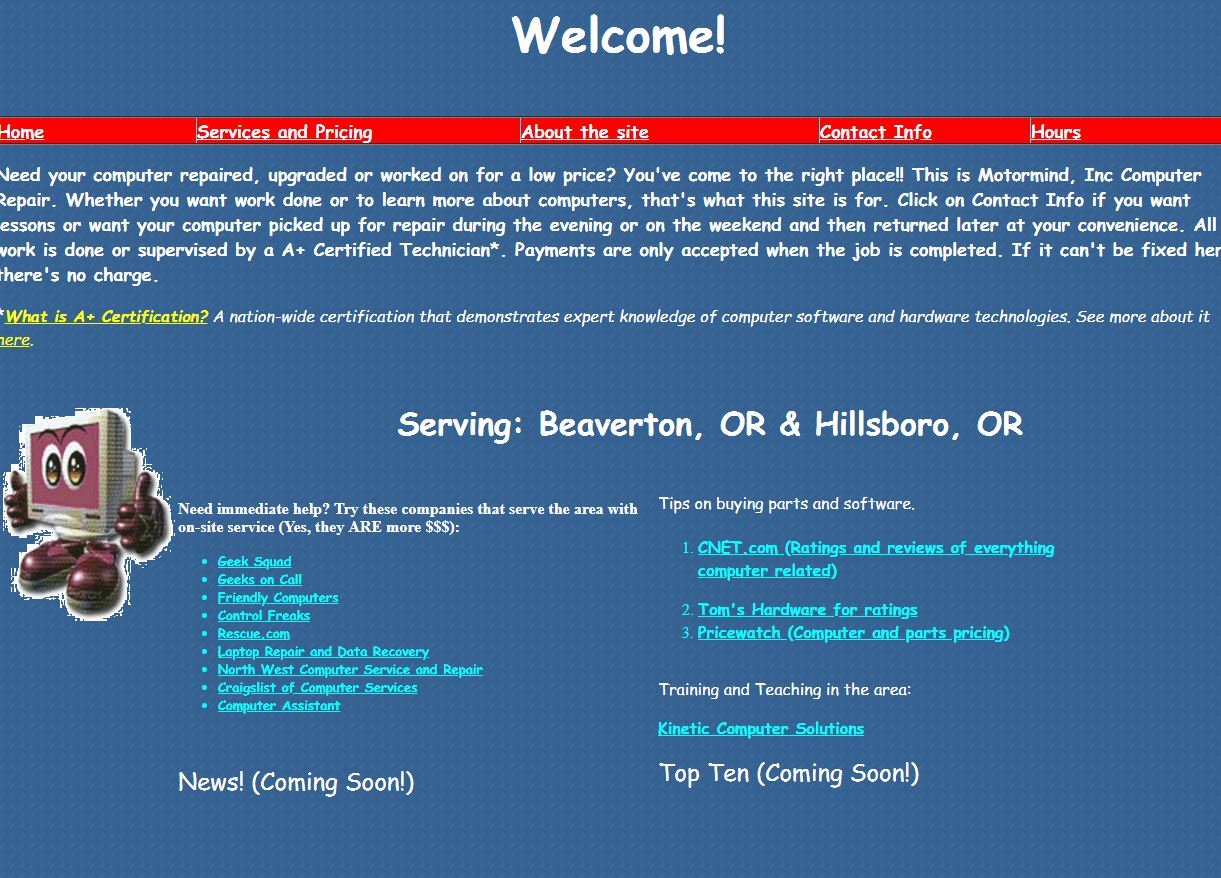 Welcome!
Home Services and Pricing About the site Contact Info Hours
Need your computer repaired, upgraded or worked on for a low price? You've come to the right place!! This is Motormind, Inc Computer
Repair. Whether you want work done or to learn more about computers, that's what this site is for. Click on Contact Info if you want
lessons or want your computer picked up for repair during the evening or on the weekend and then returned later at your convenience. All
work is done or supervised by a A+ Certified Technician*. Payments are only accepted when the job is completed. If it can't be fixed her
there's no charge.
*What is A+ Certification? A nation-wide certification that demonstrates expert knowledge of computer software and hardware technologies. See more about it
here.
Serving: Beaverton, OR & Hillsboro, OR
Need immediate help? Try these companies that serve the area with
on-site service (Yes, they ARE more $$$):
• Geek Squad
• Geeks on Call
• Friendly Computers
• Control Freaks
• Rescue.com
• Laptop Repair and Data Recovery
• North West Computer Service and Repair
• Craigslist of Computer Services
• Computer Assistant
News! (Coming Soon!)
Tips on buying parts and software.
1. CNET.com (Ratings and reviews of everything
computer related)
2. Tom's Hardware for ratings
3. Pricewatch (Computer and parts pricing)
Training and Teaching in the area:
Kinetic Computer Solutions
Top Ten (Coming Soon!)